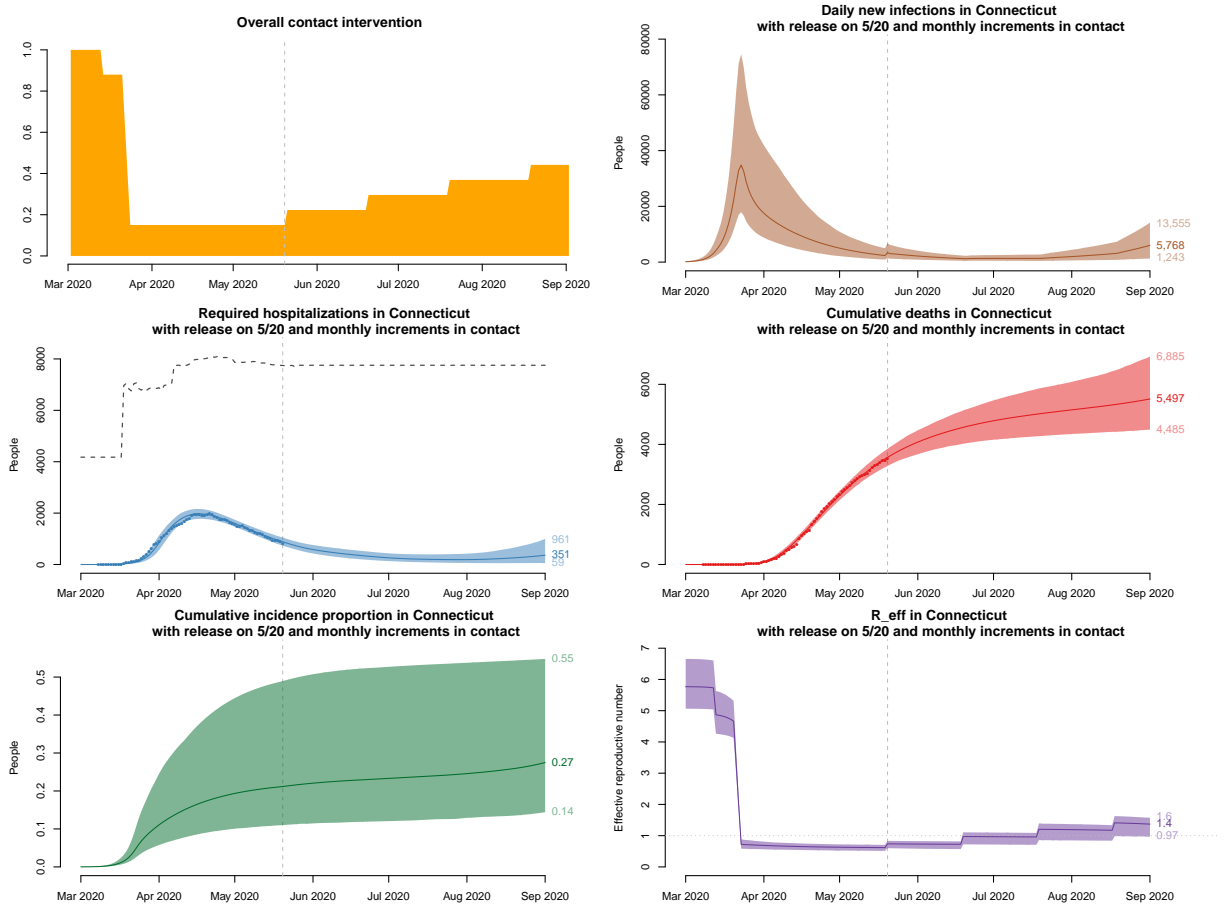 Overall contact intervention
0.0 0.2 0.4 0.6 0.8 1.0
Mar 2020 Apr 2020 May 2020 Jun 2020 Jul 2020 Aug 2020 Sep 2020
Daily new infections in Connecticut
with release on 5/20 and monthly increments in contact
People
0 20000 40000 60000 80000
13,555
5,768
1,243
Mar 2020 Apr 2020 May 2020 Jun 2020 Jul 2020 Aug 2020 Sep 2020
Required hospitalizations in Connecticut
with release on 5/20 and monthly increments in contact
People
0 2000 4000 6000 8000
961
351
59
Mar 2020 Apr 2020 May 2020 Jun 2020 Jul 2020 Aug 2020 Sep 2020
Cumulative deaths in Connecticut
with release on 5/20 and monthly increments in contact
People
0 2000 4000 6000
6,885
5,497
4,485
Mar 2020 Apr 2020 May 2020 Jun 2020 Jul 2020 Aug 2020 Sep 2020
Cumulative incidence proportion in Connecticut
with release on 5/20 and monthly increments in contact
People
0.0 0.1 0.2 0.3 0.4 0.5
0.55
0.27
0.14
Mar 2020 Apr 2020 May 2020 Jun 2020 Jul 2020 Aug 2020 Sep 2020
R_eff in Connecticut
with release on 5/20 and monthly increments in contact
Effective reproductive number
0 1 2 3 4 5 6 7
1.6
1.4
0.97
Mar 2020 Apr 2020 May 2020 Jun 2020 Jul 2020 Aug 2020 Sep 2020